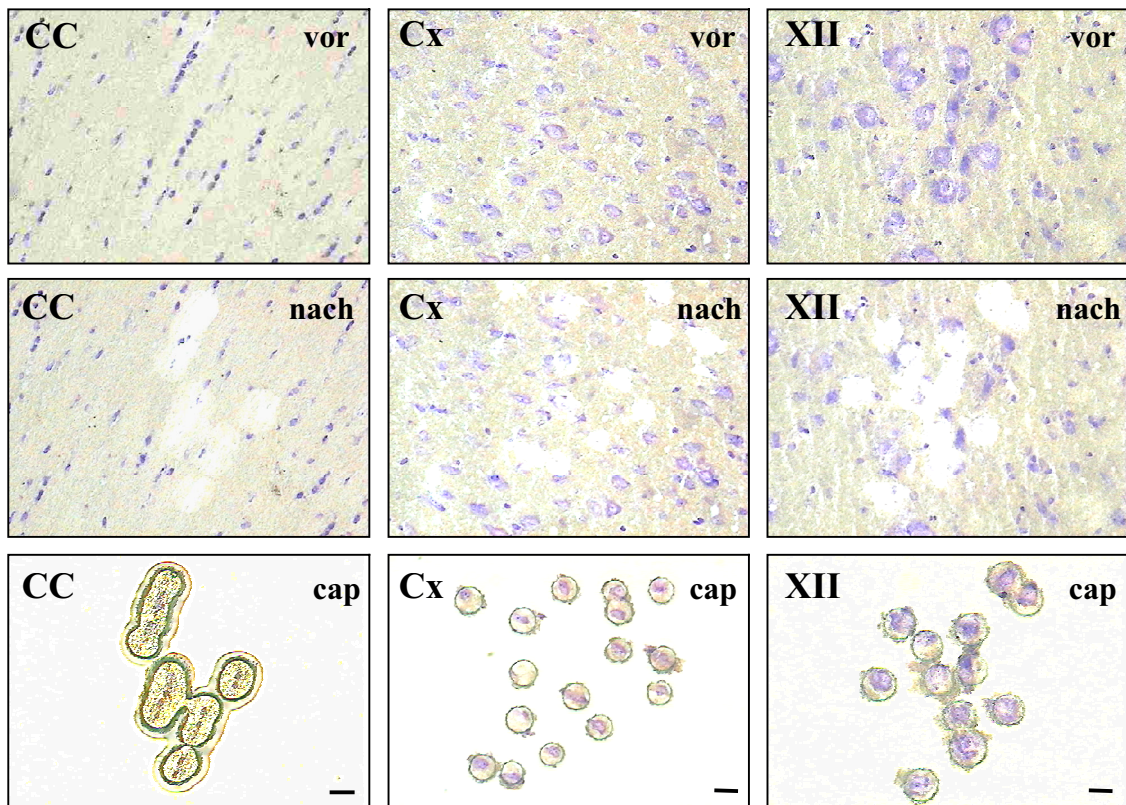 CC vor
Cx vor
XII vor
CC nach
Cx nach
XII nach
CC cap
Cx cap
XII cap